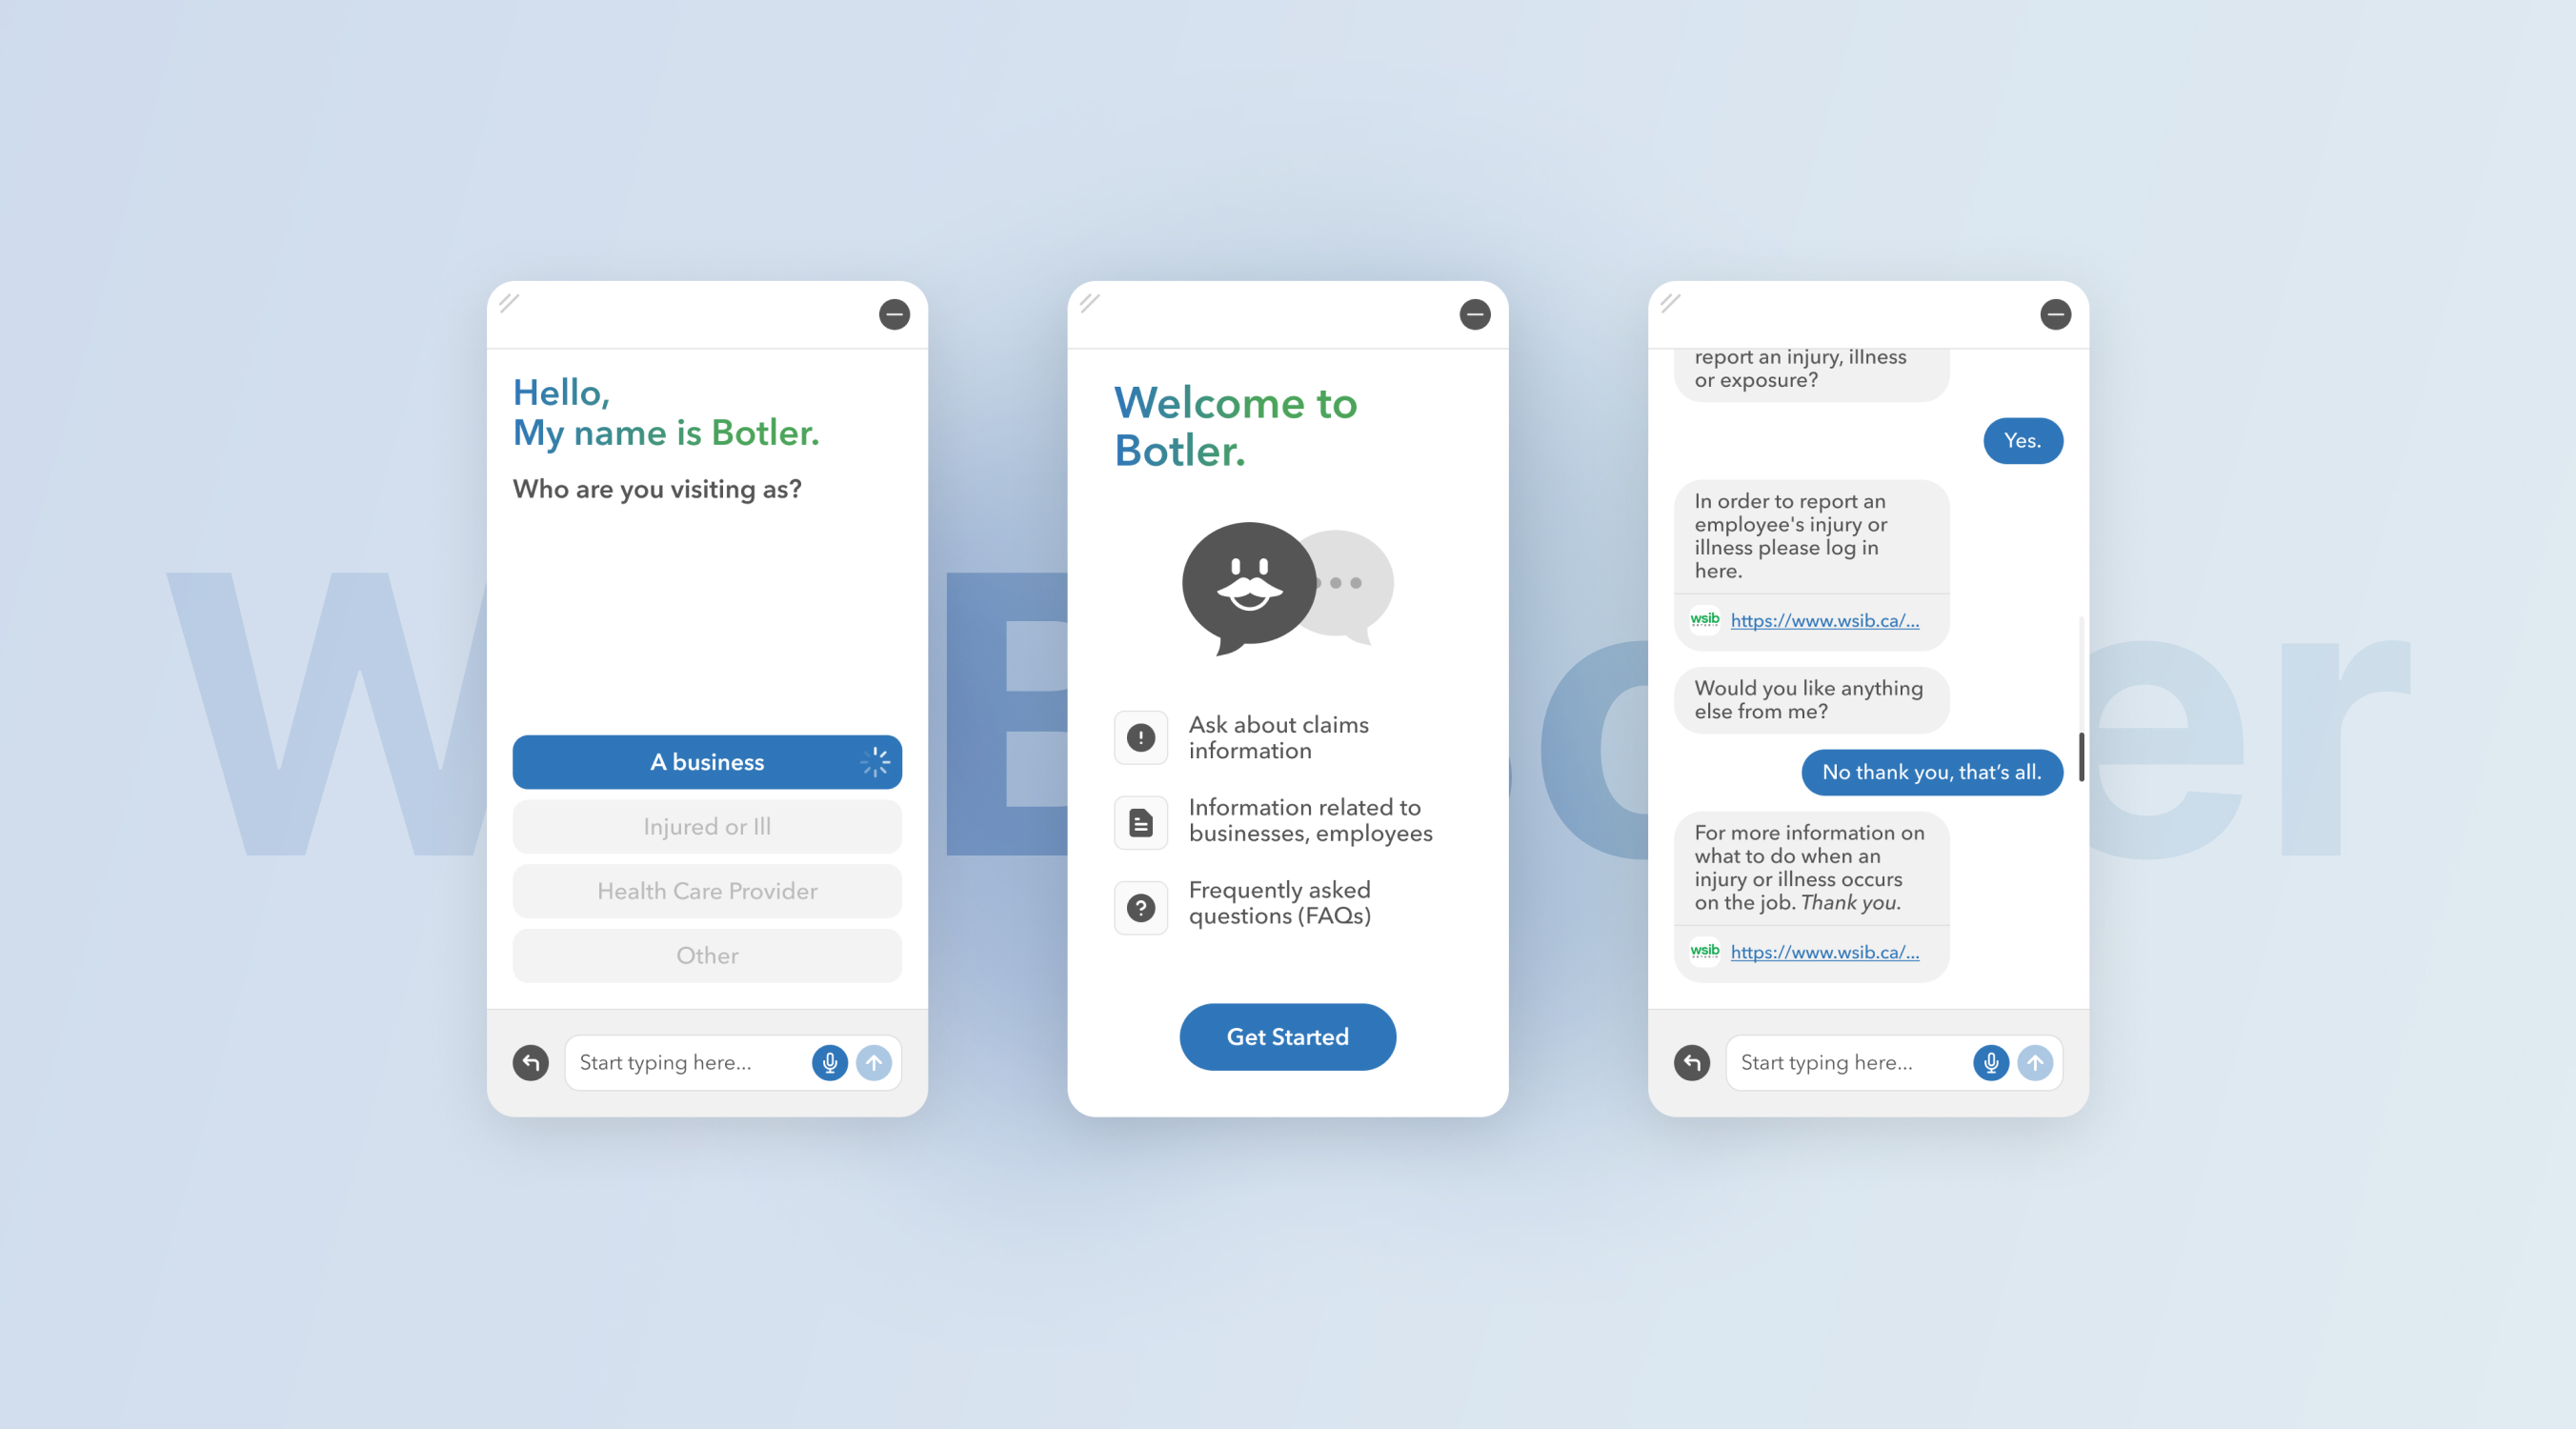 Hello,
My name is Botler.
Who are you visiting as?
A business
Injured or Ill
Health Care Provider
Other
Start typing here...
Welcome to
Botler.
Ask about claims
information
Information related to
businesses, employees
Frequently asked
questions (FAQs)
Get Started
report an injury, illness
or exposure?
Yes.
In order to report an
employee's injury or
illness please log in
here.
wsib
https://www.wsib.ca/...
Would you like anything
else from me?
No thank you, that’s all.
For more information on
what to do when an
injury or illness occurs
on the job. Thank you.
wsib
https://www.wsib.ca/...
Start typing here...